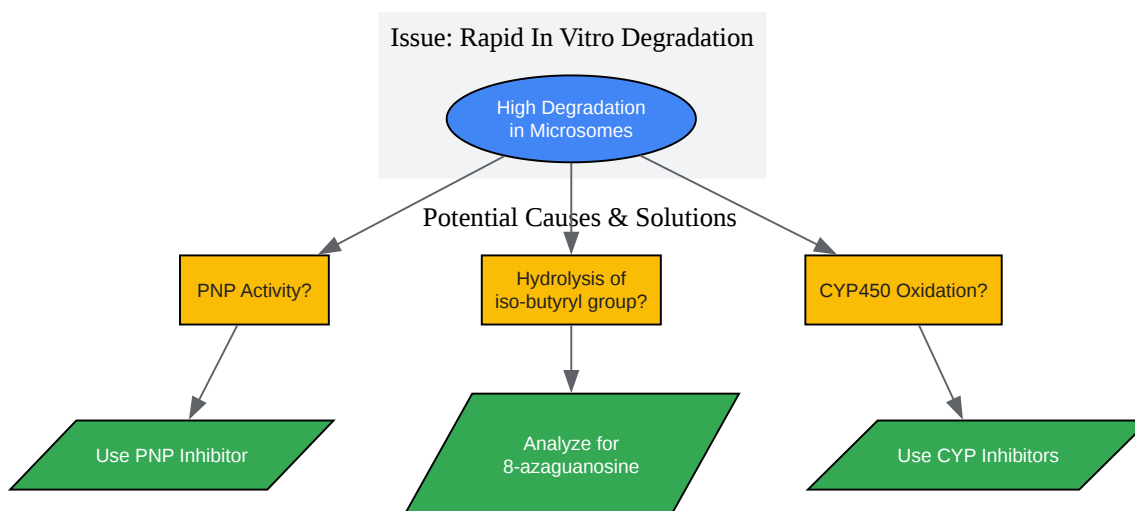 Issue: Rapid In Vitro Degradation
High Degradation
in Microsomes
Potential Causes & Solutions
PNP Activity?
Hydrolysis of
iso-butyryl group?
CYP450 Oxidation?
Use PNP Inhibitor
Analyze for
8-azaguanosine
Use CYP Inhibitors